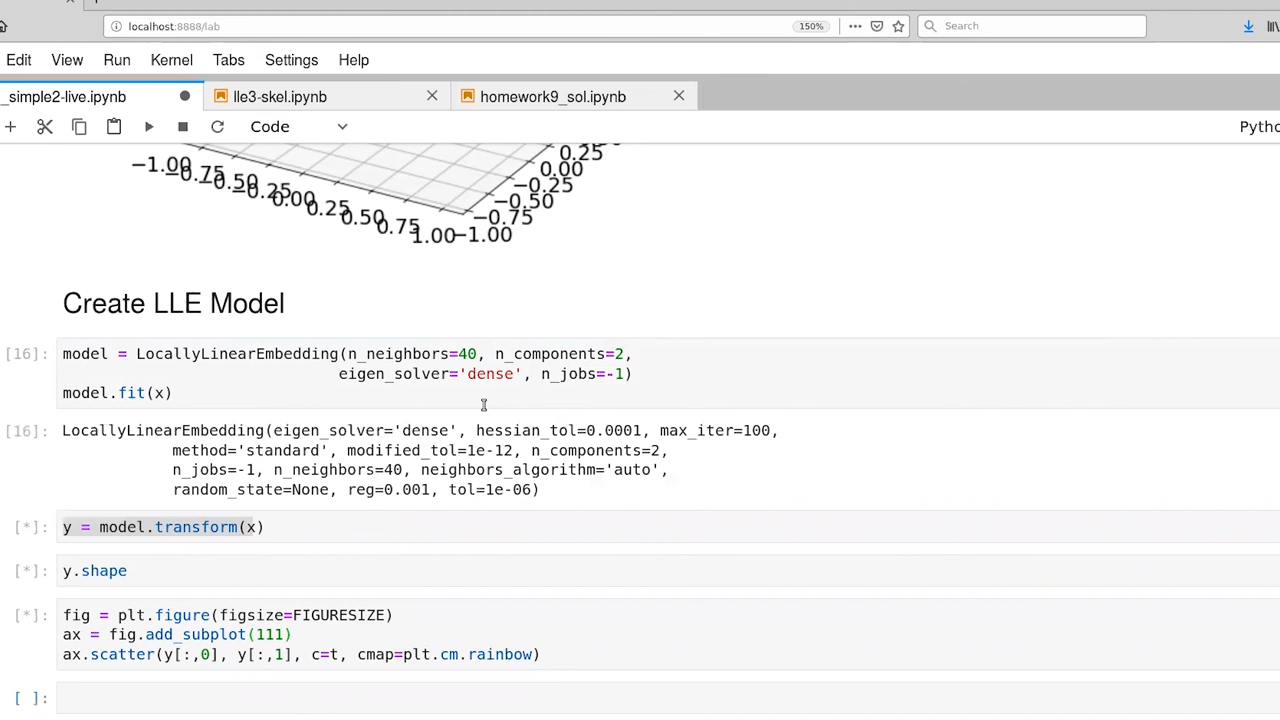 localhost:8888/lab
150%
Search
Edit View Run Kernel Tabs Settings Help
_simple2-live.ipynb
lle3-skel.ipynb
homework9_sol.ipynb
Code
Pytho
−1.00
−0.75
−0.50
−0.25
0.00
0.25
0.50
0.75
1.00
0.25
0.00
−0.25
−0.50
−0.75
−1.00
Create LLE Model
[16]: model = LocallyLinearEmbedding(n_neighbors=40, n_components=2,
eigen_solver='dense', n_jobs=-1)
model.fit(x)
[16]: LocallyLinearEmbedding(eigen_solver='dense', hessian_tol=0.0001, max_iter=100,
method='standard', modified_tol=1e-12, n_components=2,
n_jobs=-1, n_neighbors=40, neighbors_algorithm='auto',
random_state=None, reg=0.001, tol=1e-06)
[*]: y = model.transform(x)
[*]: y.shape
[*]: fig = plt.figure(figsize=FIGURESIZE)
ax = fig.add_subplot(111)
ax.scatter(y[:,0], y[:,1], c=t, cmap=plt.cm.rainbow)
[ ]: